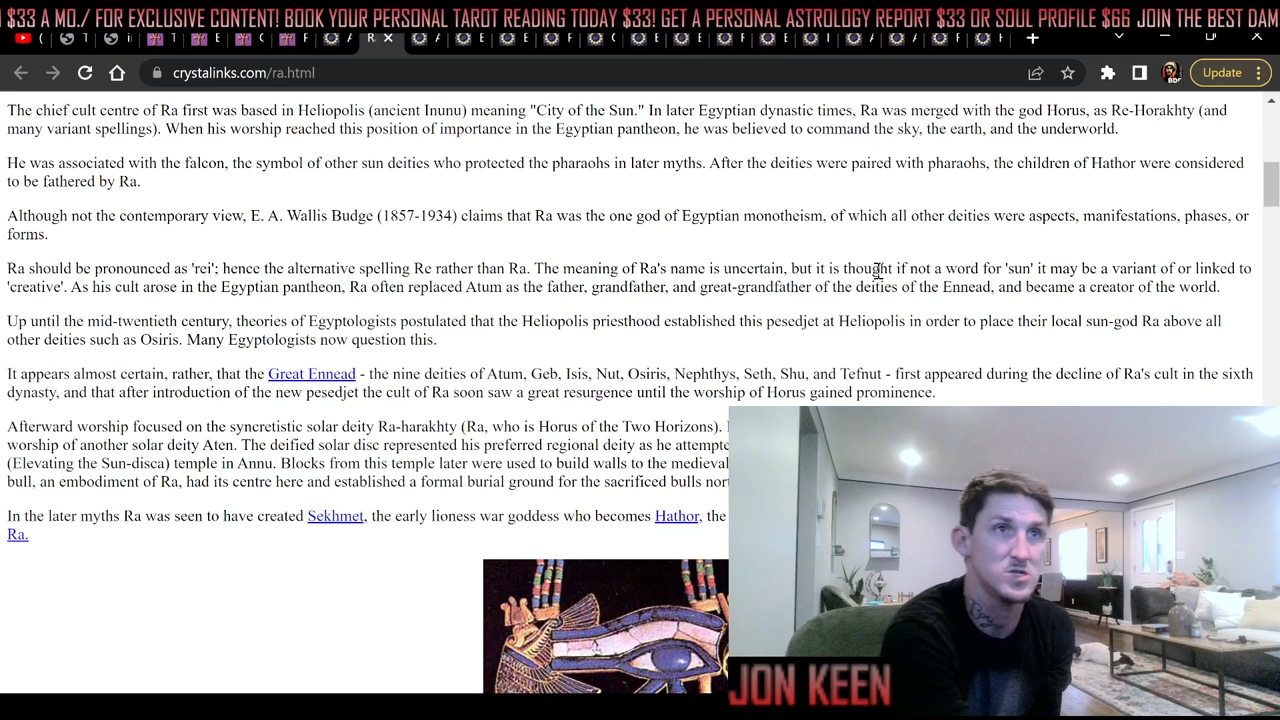 $33 A MO./ FOR EXCLUSIVE CONTENT! BOOK YOUR PERSONAL TAROT READING TODAY $33! GET A PERSONAL ASTROLOGY REPORT $33 OR SOUL PROFILE $66 JOIN THE BEST DAM
crystalinks.com/ra.html
Update
The chief cult centre of Ra first was based in Heliopolis (ancient Inunu) meaning "City of the Sun." In later Egyptian dynastic times, Ra was merged with the god Horus, as Re-Horakhty (and
many variant spellings). When his worship reached this position of importance in the Egyptian pantheon, he was believed to command the sky, the earth, and the underworld.
He was associated with the falcon, the symbol of other sun deities who protected the pharaohs in later myths. After the deities were paired with pharaohs, the children of Hathor were considered
to be fathered by Ra.
Although not the contemporary view, E. A. Wallis Budge (1857-1934) claims that Ra was the one god of Egyptian monotheism, of which all other deities were aspects, manifestations, phases, or
forms.
Ra should be pronounced as 'rei'; hence the alternative spelling Re rather than Ra. The meaning of Ra's name is uncertain, but it is thought if not a word for 'sun' it may be a variant of or linked to
'creative'. As his cult arose in the Egyptian pantheon, Ra often replaced Atum as the father, grandfather, and great-grandfather of the deities of the Ennead, and became a creator of the world.
Up until the mid-twentieth century, theories of Egyptologists postulated that the Heliopolis priesthood established this pesedjet at Heliopolis in order to place their local sun-god Ra above all
other deities such as Osiris. Many Egyptologists now question this.
It appears almost certain, rather, that the Great Ennead - the nine deities of Atum, Geb, Isis, Nut, Osiris, Nephthys, Seth, Shu, and Tefnut - first appeared during the decline of Ra's cult in the sixth
dynasty, and that after introduction of the new pesedjet the cult of Ra soon saw a great resurgence until the worship of Horus gained prominence.
Afterward worship focused on the syncretistic solar deity Ra-harakhty (Ra, who is Horus of the Two Horizons).
worship of another solar deity Aten. The deified solar disc represented his preferred regional deity as he attempte
(Elevating the Sun-disca) temple in Annu. Blocks from this temple later were used to build walls to the medieval
bull, an embodiment of Ra, had its centre here and established a formal burial ground for the sacrificed bulls nor
In the later myths Ra was seen to have created Sekhmet, the early lioness war goddess who becomes Hathor, the
Ra.
JON KEEN